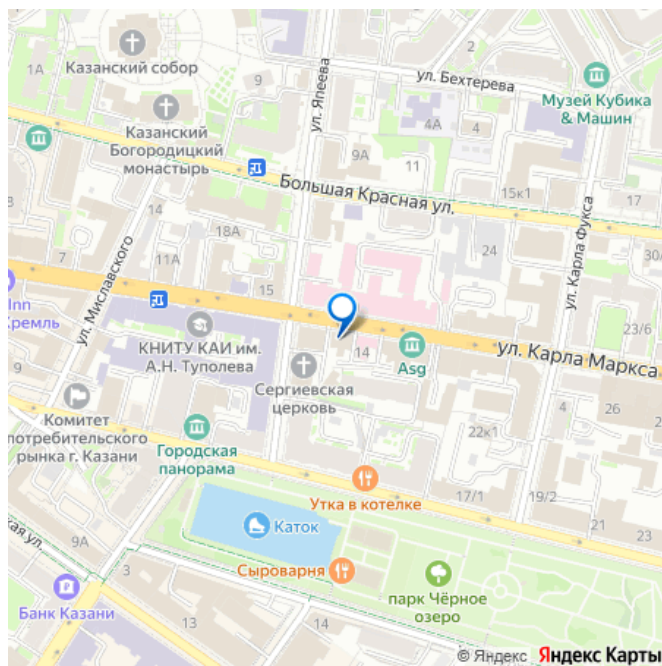 2
Казанский собор
1А
9
ул. Япеева
ул. Бехтерева
Музей Кубика
& Машин
Казанский
Богородицкий
монастырь
4А
4
9А
11
Большая Красная ул.
15к1
17
14
18А
ул. Миславского
7
11А
15
24
ул. Карла Фукса
30/
Inn
Кремль
КНИТУ КАИ им.
А.Н. Туполева
23/6
9
14
Asg
ул. Карла Маркса
Сергиевская
церковь
Комитет
потребительского
рынка г. Казани
4
26
22к1
Городская
панорама
Утка в котелке
17/1
19/2
21
23
Каток
ская ул.
9А
3
Сыроварня
парк Чёрное
озеро
Банк Казани
13
14
© Яндекс Яндекс Карты